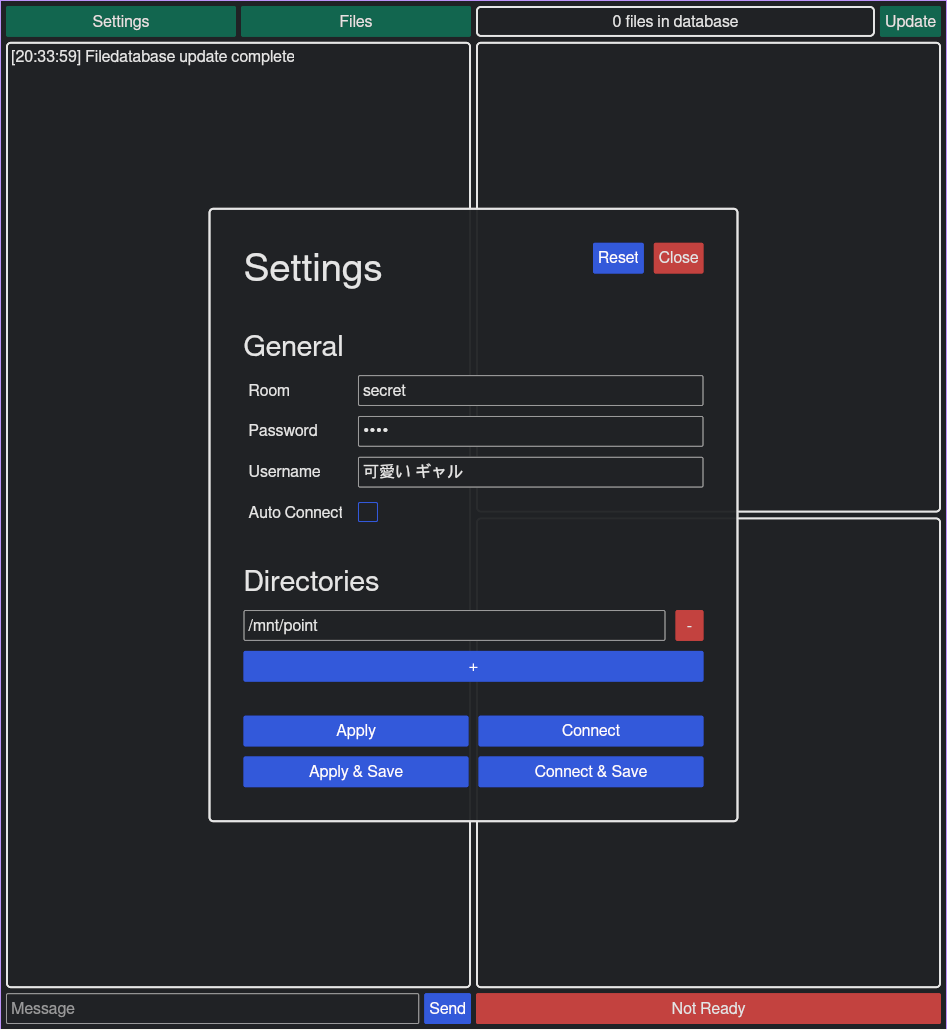 Settings Files 0 files in database Update
[20:33:59] Filedatabase update complete
Settings Reset Close
General
Room secret
Password ••••
Username 可愛い ギャル
Auto Connect
Directories
/mnt/point -
+
Apply Connect
Apply & Save Connect & Save
Message Send Not Ready